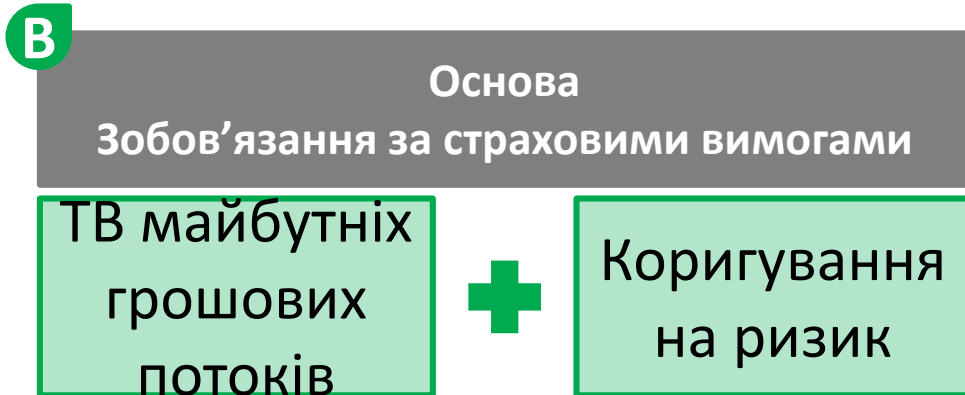 В
Основа
Зобов’язання за страховими вимогами
ТВ майбутніх
грошових
потоків
Коригування
на ризик